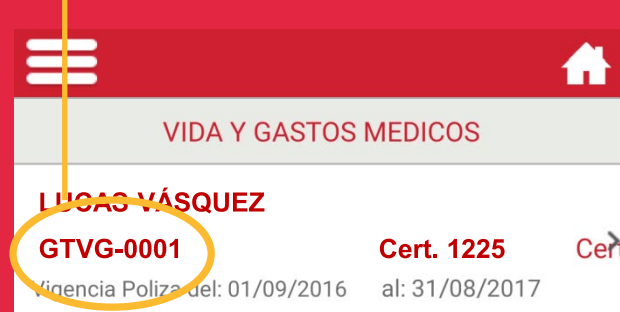 VIDA Y GASTOS MEDICOS
LUCAS VÁSQUEZ
GTVG-0001 Cert. 1225 Cert
Vigencia Poliza del: 01/09/2016 al: 31/08/2017